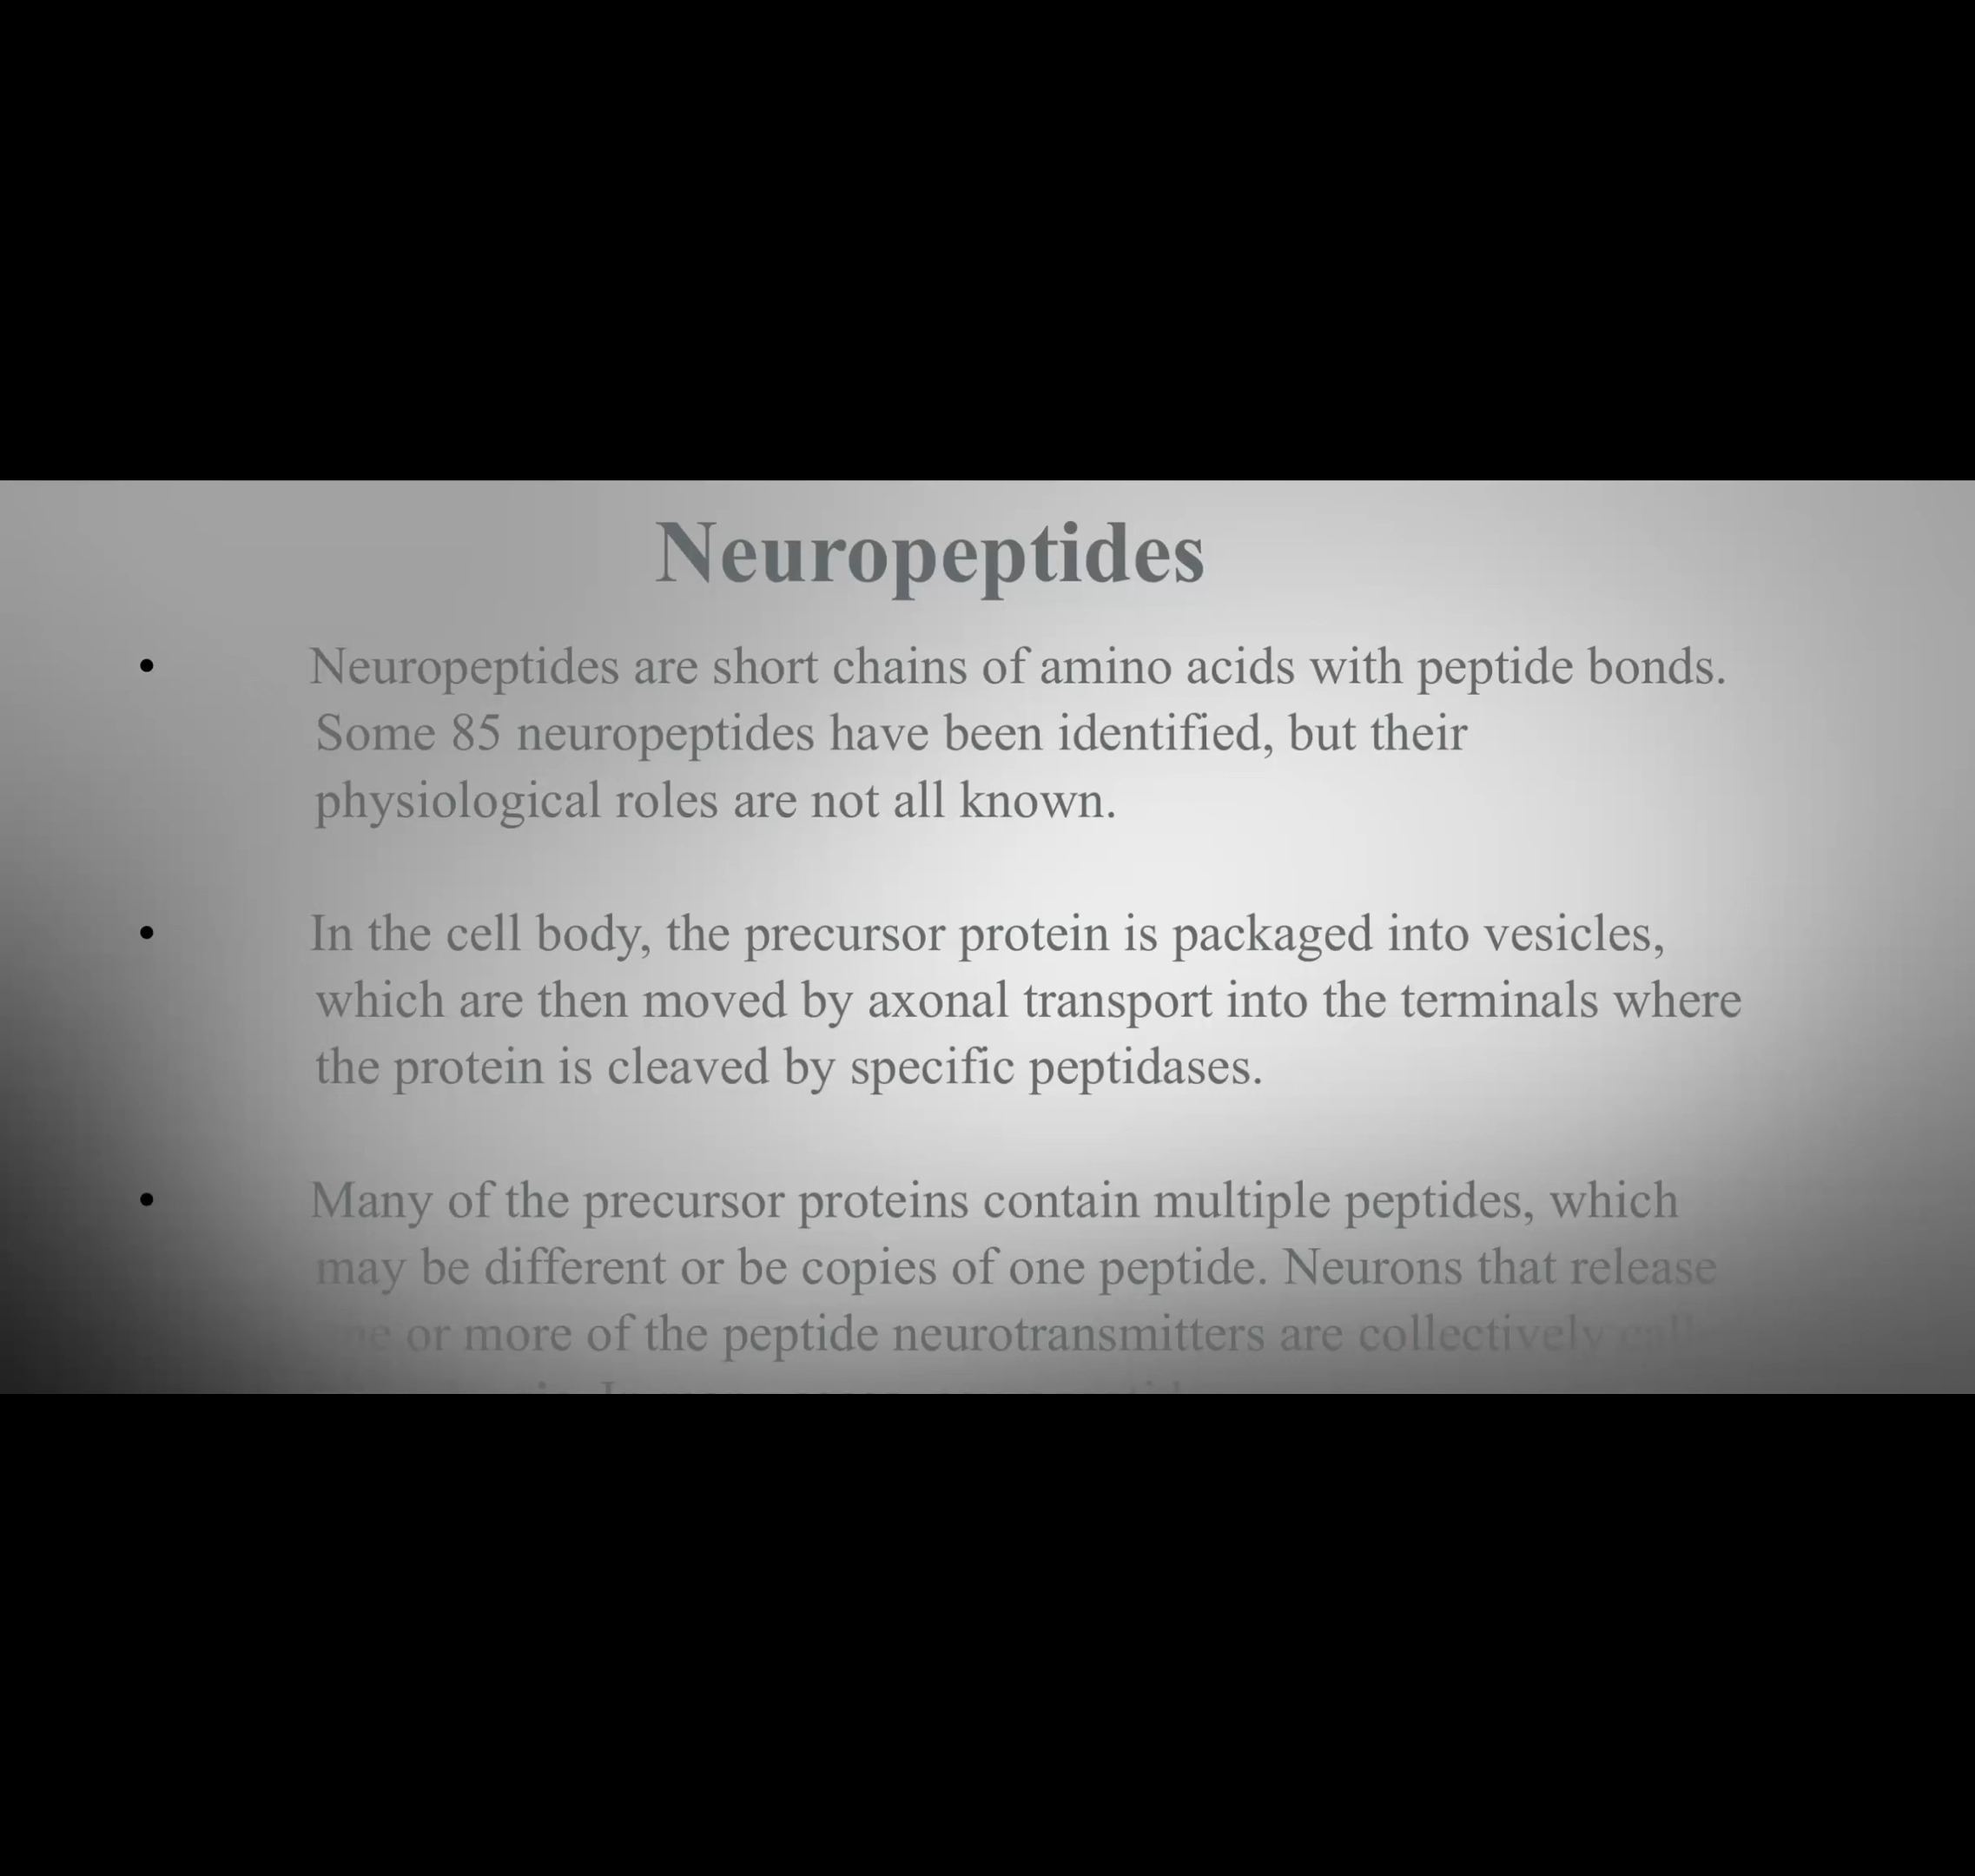 Neuropeptides
• Neuropeptides are short chains of amino acids with peptide bonds.
Some 85 neuropeptides have been identified, but their
physiological roles are not all known.
• In the cell body, the precursor protein is packaged into vesicles,
which are then moved by axonal transport into the terminals where
the protein is cleaved by specific peptidases.
• Many of the precursor proteins contain multiple peptides, which
may be different or be copies of one peptide. Neurons that release
or more of the peptide neurotransmitters are collectively